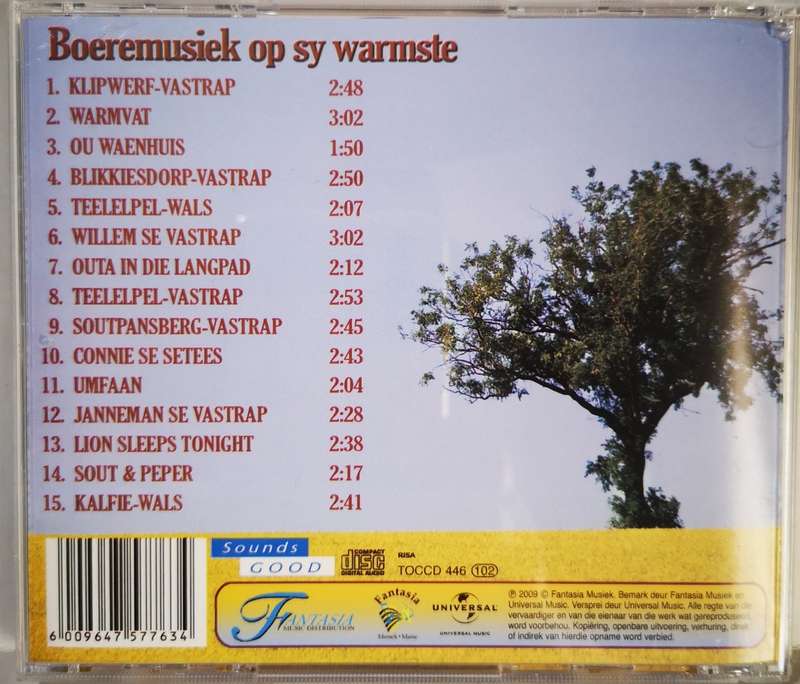 Boeremusiek op sy warmste
1. KLIPWERF-VASTRAP 2:48
2. WARMVAT 3:02
3. OU WAENHUIS 1:50
4. BLIKKIESDORP-VASTRAP 2:50
5. TEELELPEL-WALS 2:07
6. WILLEM SE VASTRAP 3:02
7. OUTA IN DIE LANGPAD 2:12
8. TEELELPEL-VASTRAP 2:53
9. SOUTPANSBERG-VASTRAP 2:45
10. CONNIE SE SETEES 2:43
11. UMFAAN 2:04
12. JANNEMAN SE VASTRAP 2:28
13. LION SLEEPS TONIGHT 2:38
14. SOUT & PEPER 2:17
15. KALFIE-WALS 2:41
6 009647 577634
Sounds
GOOD
COMPACT
disc
DIGITAL AUDIO
RISA
TOCCD 446 102
FANTASIA
MUSIC DISTRIBUTION
Fantasia
Musiek • Music
UNIVERSAL
UNIVERSAL MUSIC
℗ 2009 © Fantasia Musiek. Bemark deur Fantasia Musiek en
Universal Music. Versprei deur Universal Music. Alle regte van die
vervaardiger en van die eienaar van die werk wat gereproduseer
word voorbehou. Kopiëring, openbare uitvoering, verhuring, direk
of indirek van hierdie opname word verbied.